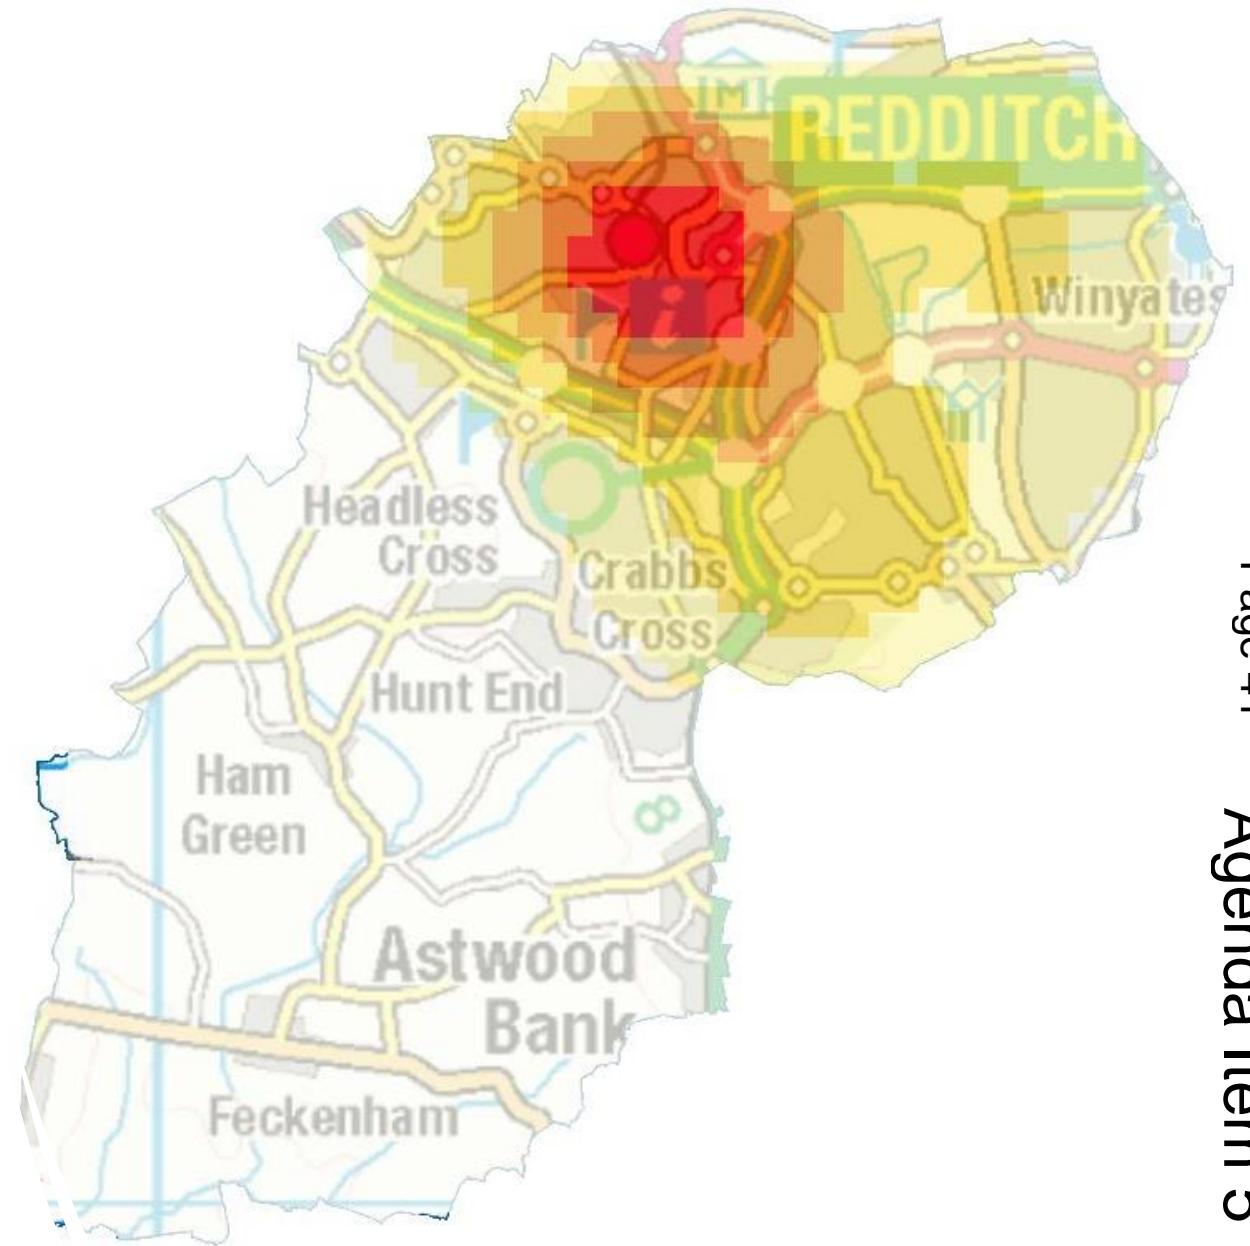 M
REDDITCH
Winyates
i
Headless
Cross
Crabbs
Cross
Hunt End
Ham
Green
Astwood
Bank
Feckenham
Agenda Item 5